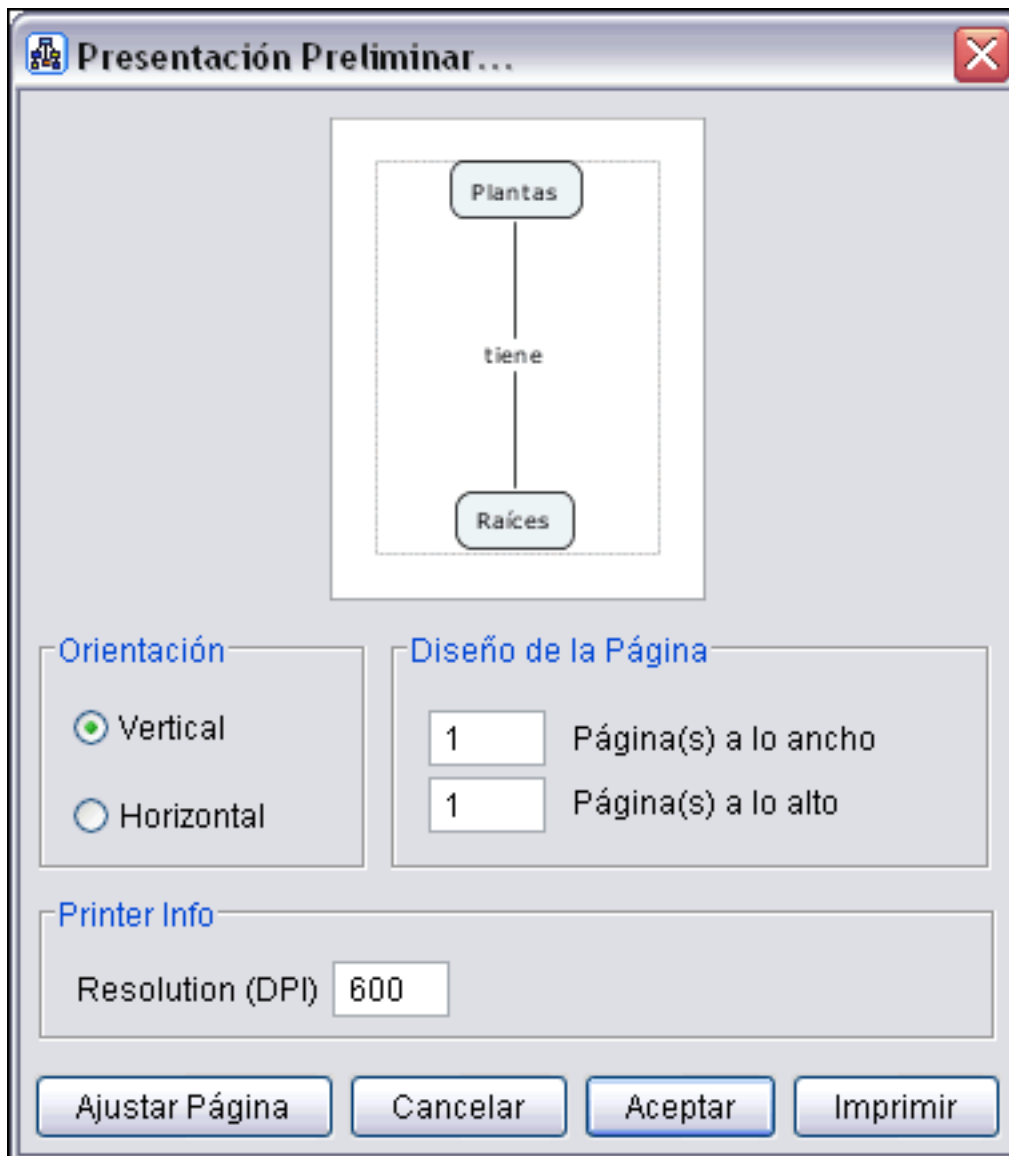 Presentación Preliminar...
Plantas
tiene
Raíces
Orientación
Vertical
Horizontal
Diseño de la Página
1 Página(s) a lo ancho
1 Página(s) a lo alto
Printer Info
Resolution (DPI) 600
Ajustar Página Cancelar Aceptar Imprimir